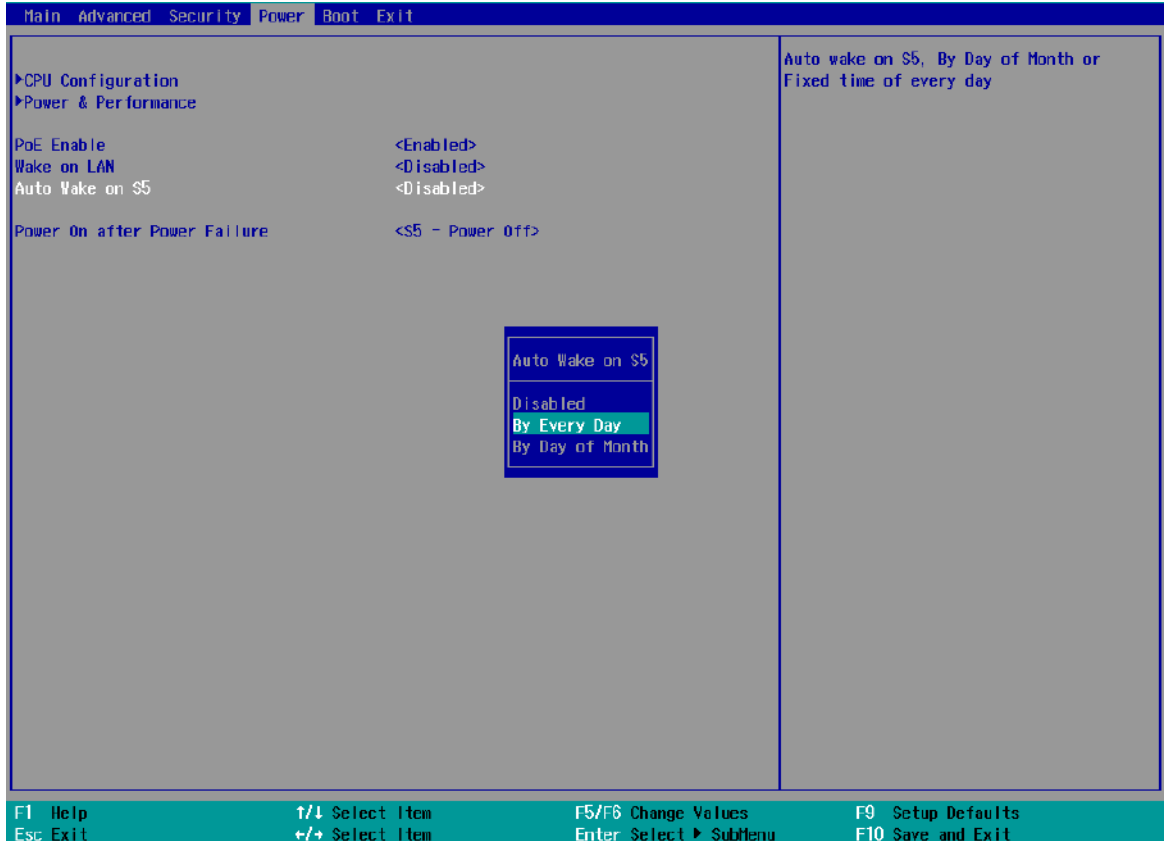 Main Advanced Security Power Boot Exit
Auto wake on S5, By Day of Month or
Fixed time of every day
▶CPU Configuration
▶Power & Performance
PoE Enable <Enabled>
Wake on LAN <Disabled>
Auto Wake on S5 <Disabled>
Power On after Power Failure <S5 - Power Off>
Auto Wake on S5
Disabled
By Every Day
By Day of Month
F1 Help ↑/↓ Select Item F5/F6 Change Values F9 Setup Defaults
Esc Exit ←/→ Select Item Enter Select ▶ SubMenu F10 Save and Exit